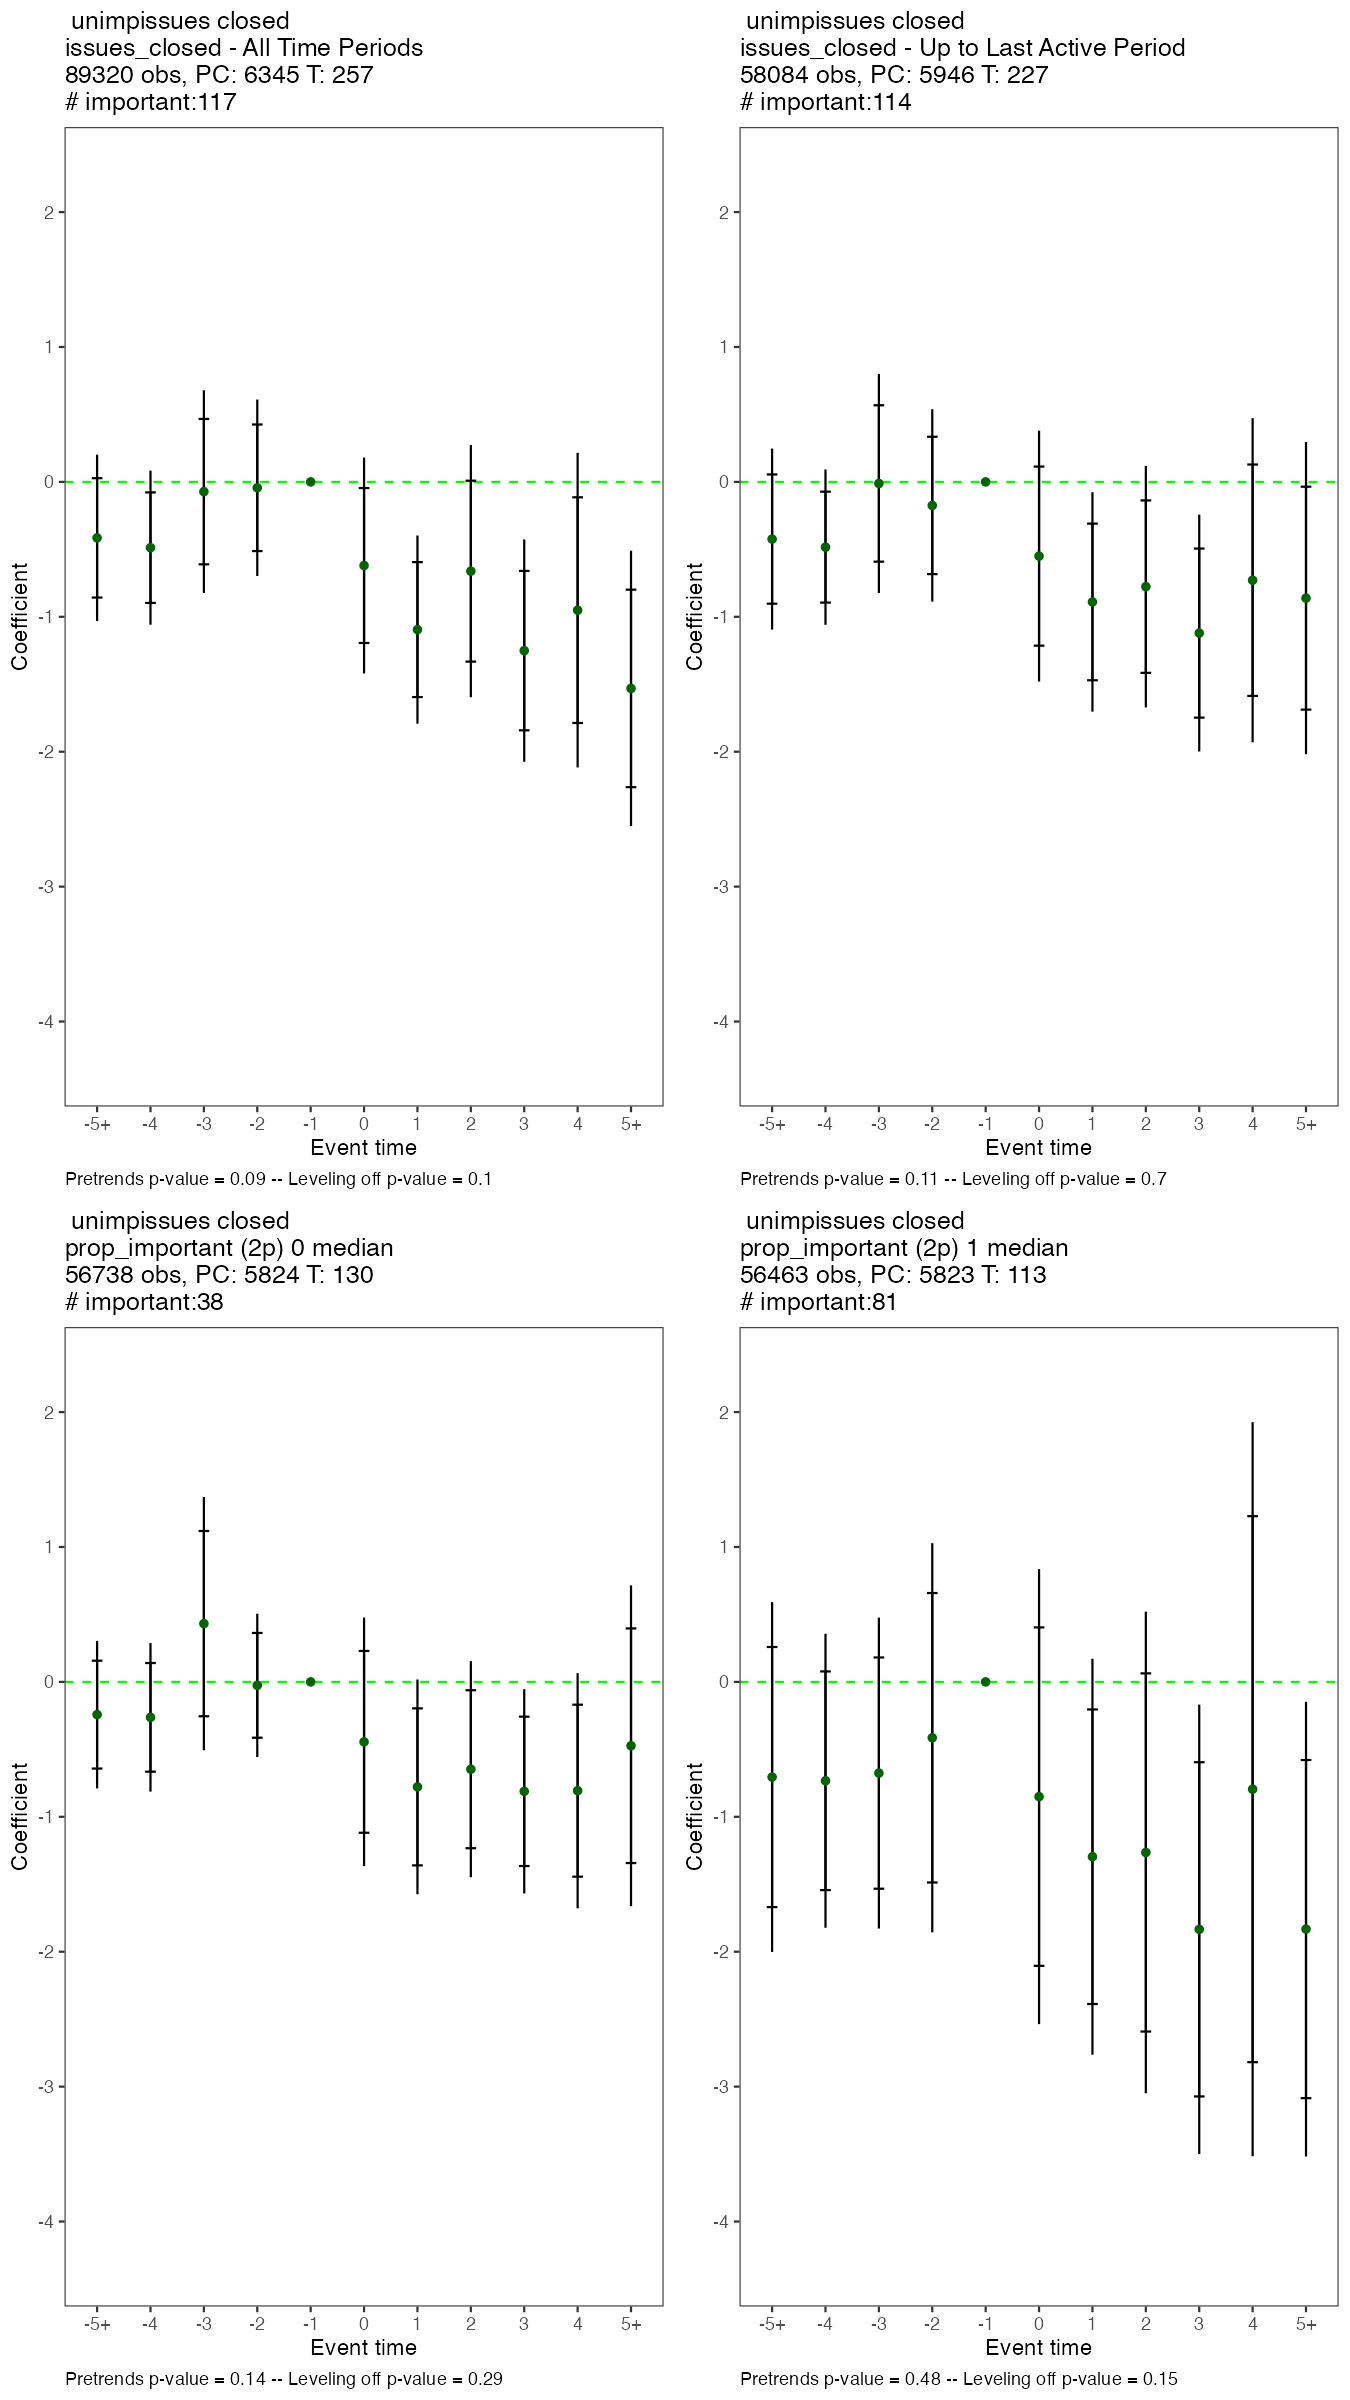 unimpissues closed
issues_closed - All Time Periods
89320 obs, PC: 6345 T: 257
# important:117
2
1
0
-1
-2
-3
-4
Coefficient
-5+ -4 -3 -2 -1 0 1 2 3 4 5+
Event time
Pretrends p-value = 0.09 -- Leveling off p-value = 0.1
unimpissues closed
issues_closed - Up to Last Active Period
58084 obs, PC: 5946 T: 227
# important:114
2
1
0
-1
-2
-3
-4
Coefficient
-5+ -4 -3 -2 -1 0 1 2 3 4 5+
Event time
Pretrends p-value = 0.11 -- Leveling off p-value = 0.7
unimpissues closed
prop_important (2p) 0 median
56738 obs, PC: 5824 T: 130
# important:38
2
1
0
-1
-2
-3
-4
Coefficient
-5+ -4 -3 -2 -1 0 1 2 3 4 5+
Event time
Pretrends p-value = 0.14 -- Leveling off p-value = 0.29
unimpissues closed
prop_important (2p) 1 median
56463 obs, PC: 5823 T: 113
# important:81
2
1
0
-1
-2
-3
-4
Coefficient
-5+ -4 -3 -2 -1 0 1 2 3 4 5+
Event time
Pretrends p-value = 0.48 -- Leveling off p-value = 0.15